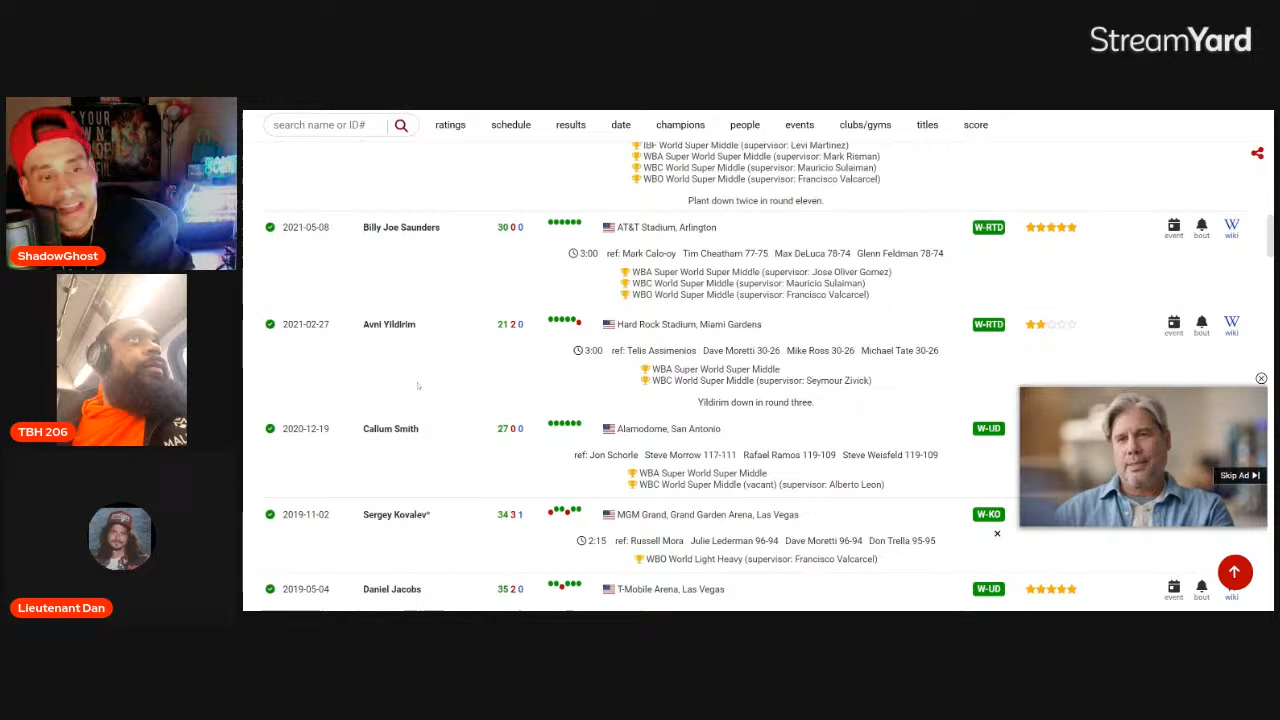 StreamYard
YOUR
OF
ShadowGhost
TBH 206
Lieutenant Dan
search name or ID# ratings schedule results date champions people events clubs/gyms titles score
IBF World Super Middle (supervisor: Levi Martinez)
WBA Super World Super Middle (supervisor: Mark Risman)
WBC World Super Middle (supervisor: Mauricio Sulaiman)
WBO World Super Middle (supervisor: Francisco Valcarcel)
Plant down twice in round eleven.
2021-05-08 Billy Joe Saunders 30 0 0 AT&T Stadium, Arlington W-RTD event bout wiki
3:00 ref: Mark Calo-oy Tim Cheatham 77-75 Max DeLuca 78-74 Glenn Feldman 78-74
WBA Super World Super Middle (supervisor: Jose Oliver Gomez)
WBC World Super Middle (supervisor: Mauricio Sulaiman)
WBO World Super Middle (supervisor: Francisco Valcarcel)
2021-02-27 Avni Yildirim 21 2 0 Hard Rock Stadium, Miami Gardens W-RTD event bout wiki
3:00 ref: Telis Assimenios Dave Moretti 30-26 Mike Ross 30-26 Michael Tate 30-26
WBA Super World Super Middle
WBC World Super Middle (supervisor: Seymour Zivick)
Yildirim down in round three.
2020-12-19 Callum Smith 27 0 0 Alamodome, San Antonio W-UD
ref: Jon Schorle Steve Morrow 117-111 Rafael Ramos 119-109 Steve Weisfeld 119-109
WBA Super World Super Middle
WBC World Super Middle (vacant) (supervisor: Alberto Leon)
Skip Ad
2019-11-02 Sergey Kovalev* 34 3 1 MGM Grand, Grand Garden Arena, Las Vegas W-KO
2:15 ref: Russell Mora Julie Lederman 96-94 Dave Moretti 96-94 Don Trella 95-95
WBO World Light Heavy (supervisor: Francisco Valcarcel)
2019-05-04 Daniel Jacobs 35 2 0 T-Mobile Arena, Las Vegas W-UD event bout wiki